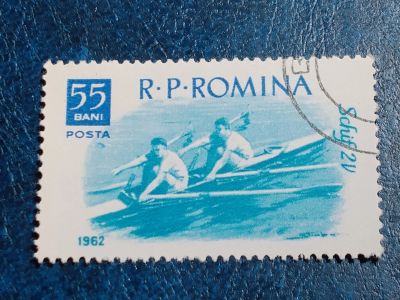 55
BANI
POSTA
R·P·ROMINA
Schif 2V
1962